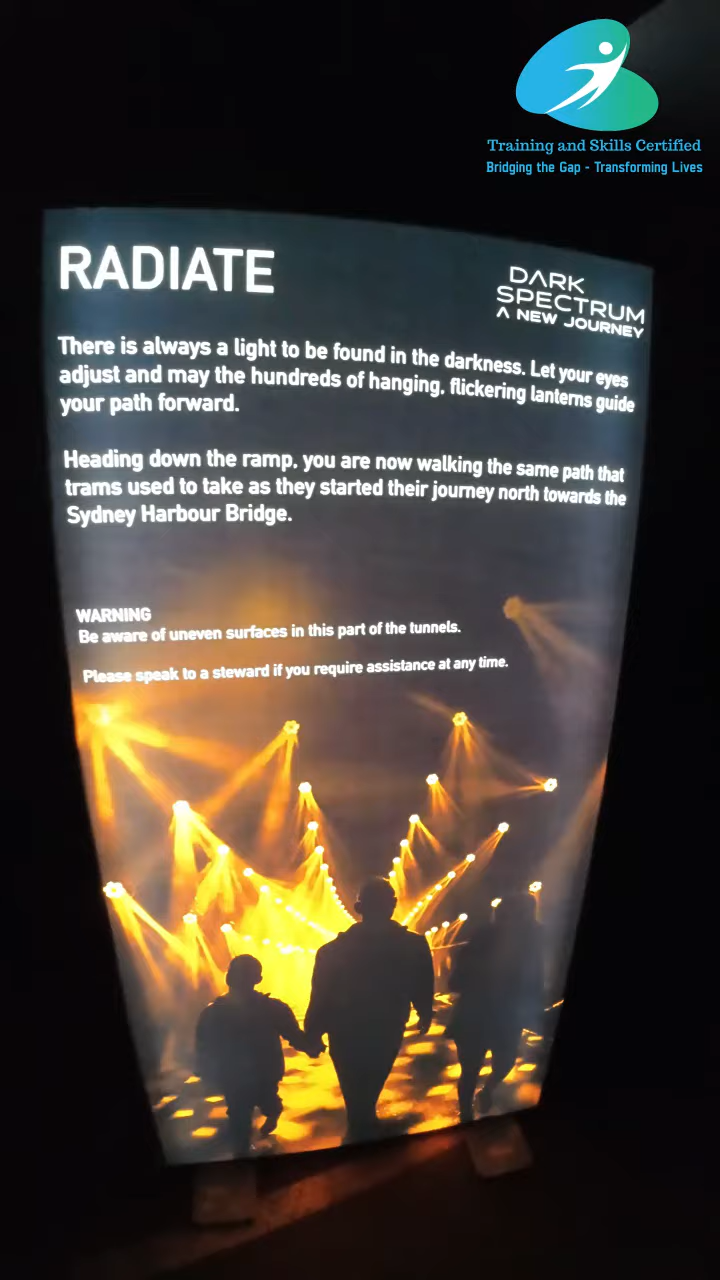 Training and Skills Certified
Bridging the Gap - Transforming Lives
RADIATE
DARK
SPECTRUM
A NEW JOURNEY
There is always a light to be found in the darkness. Let your eyes
adjust and may the hundreds of hanging, flickering lanterns guide
your path forward.
Heading down the ramp, you are now walking the same path that
trams used to take as they started their journey north towards the
Sydney Harbour Bridge.
WARNING
Be aware of uneven surfaces in this part of the tunnels.
Please speak to a steward if you require assistance at any time.